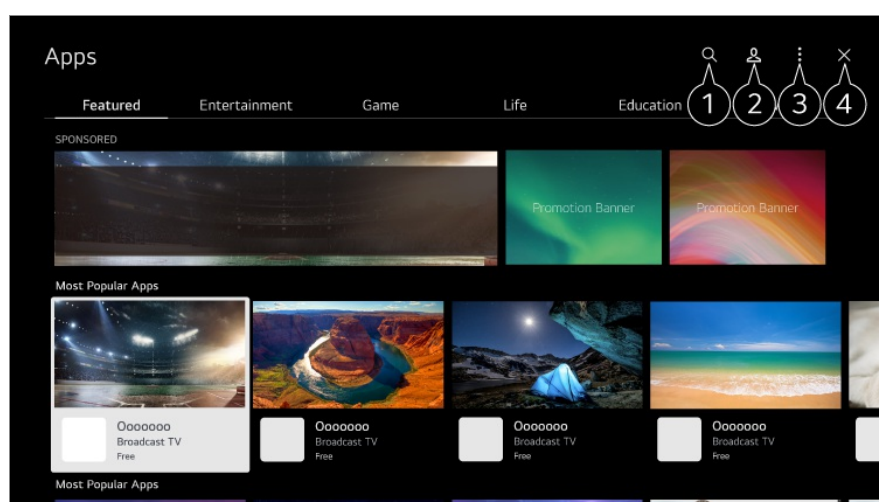 Apps
Featured Entertainment Game Life Education
1 2 3 4
SPONSORED
Promotion Banner Promotion Banner
Most Popular Apps
Ooooooo Ooooooo Ooooooo Ooooooo
Broadcast TV Broadcast TV Broadcast TV Broadcast TV
Free Free Free Free
Most Popular Apps